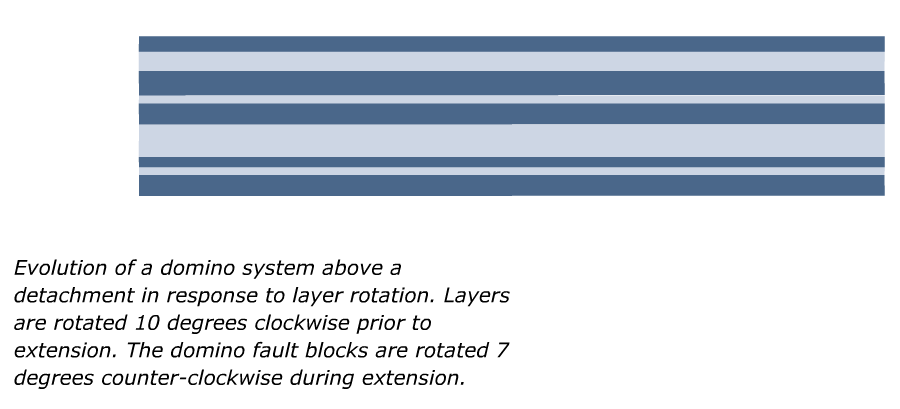 Evolution of a domino system above a
detachment in response to layer rotation. Layers
are rotated 10 degrees clockwise prior to
extension. The domino fault blocks are rotated 7
degrees counter-clockwise during extension.